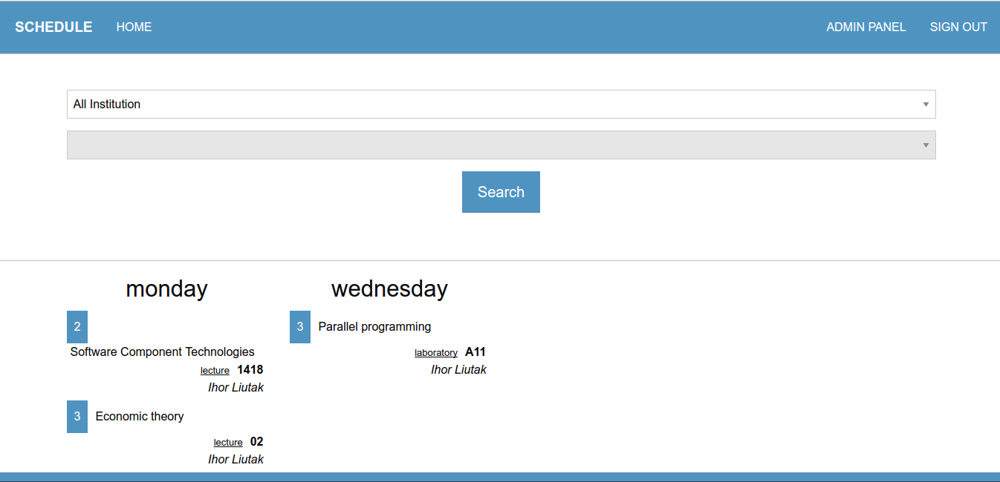 SCHEDULE HOME ADMIN PANEL SIGN OUT
All Institution
Search
monday
2
Software Component Technologies
lecture 1418
Ihor Liutak
3 Economic theory
lecture 02
Ihor Liutak
wednesday
3 Parallel programming
laboratory A11
Ihor Liutak